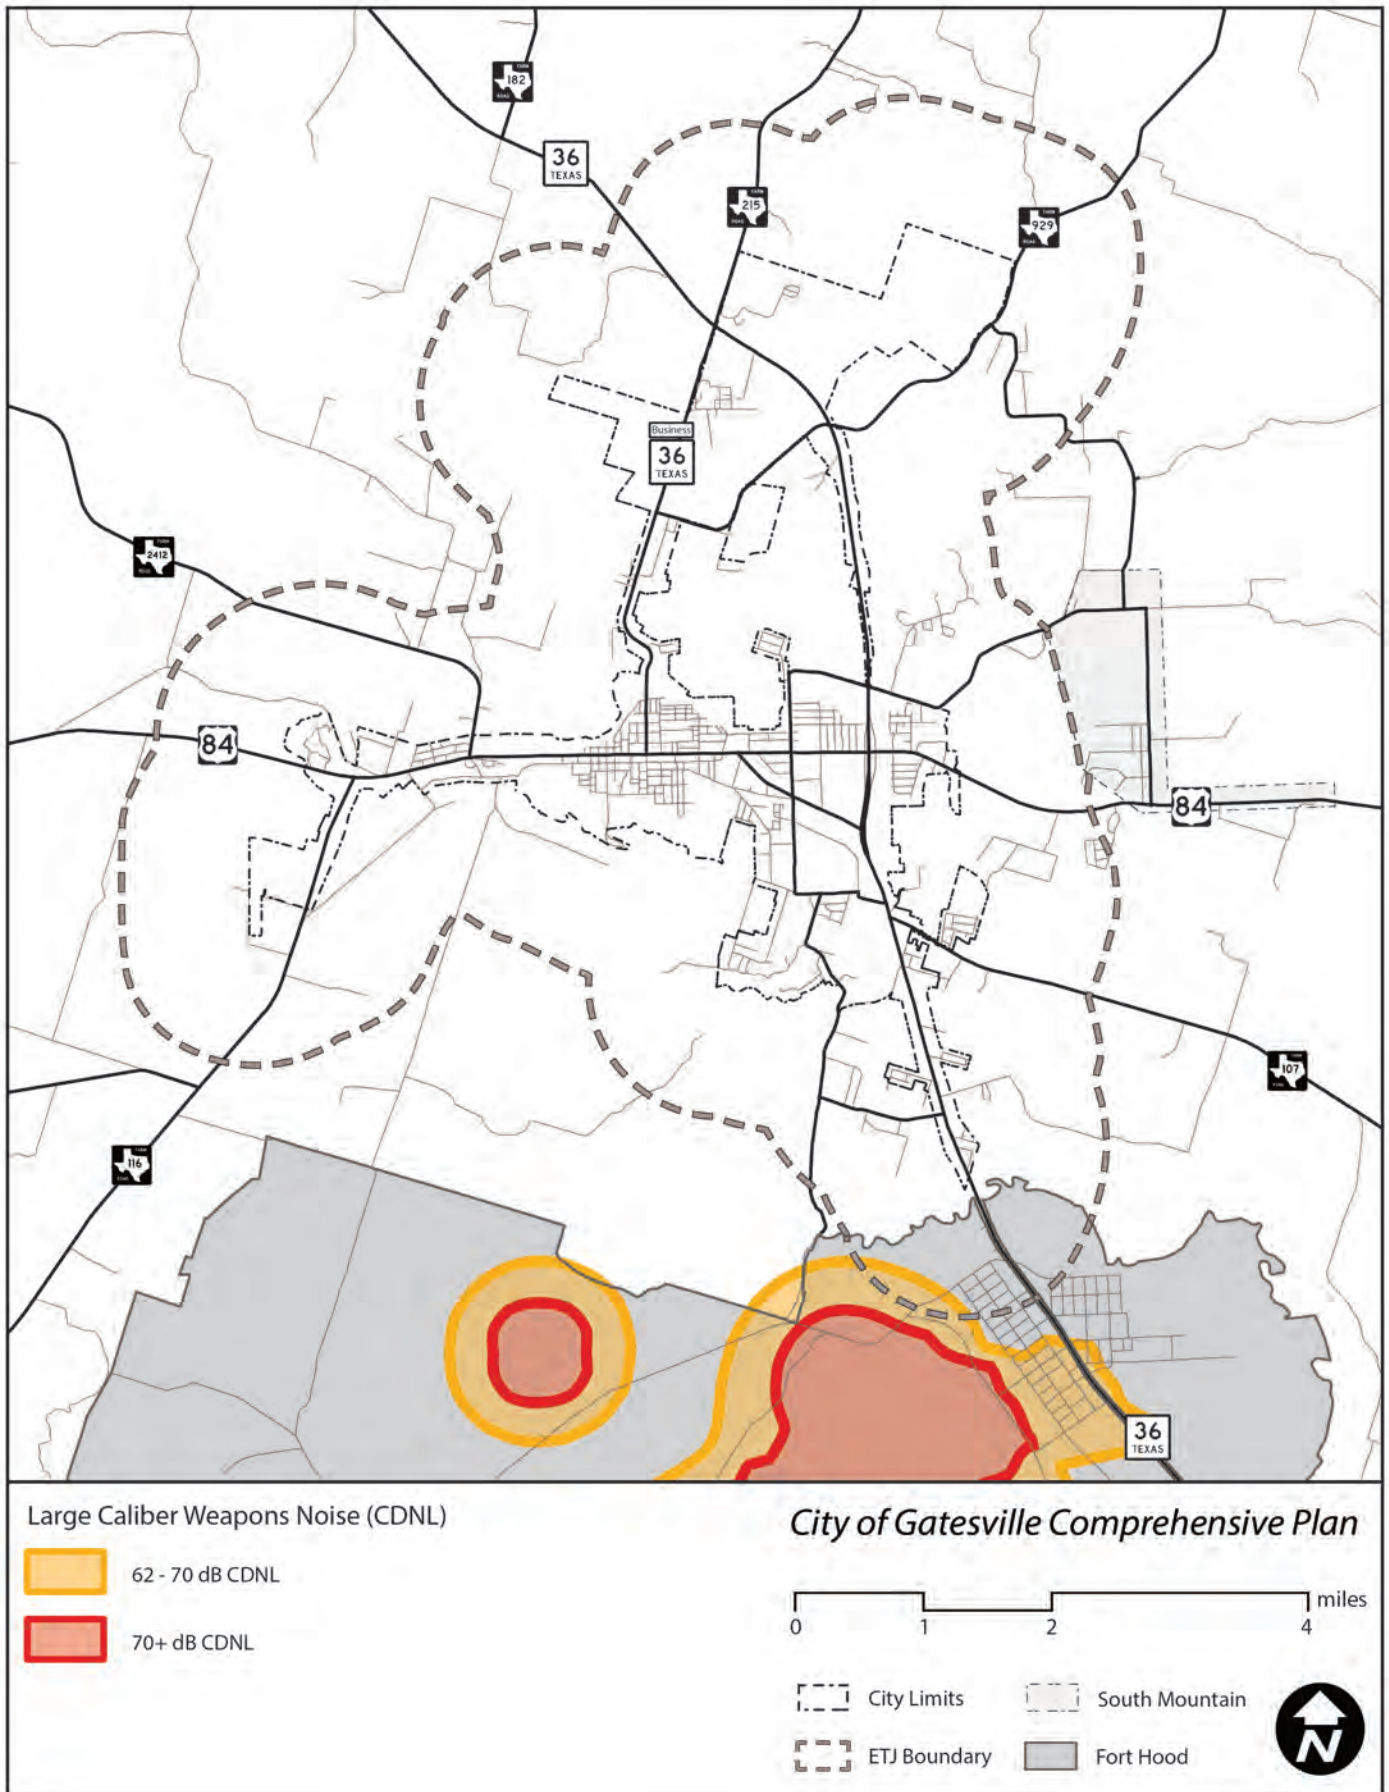 182
36
TEXAS
215
929
Business
36
TEXAS
2412
84
84
107
116
36
TEXAS
Large Caliber Weapons Noise (CDNL)
62 - 70 dB CDNL
70+ dB CDNL
City of Gatesville Comprehensive Plan
miles
0 1 2 4
City Limits
South Mountain
ETJ Boundary
Fort Hood
N